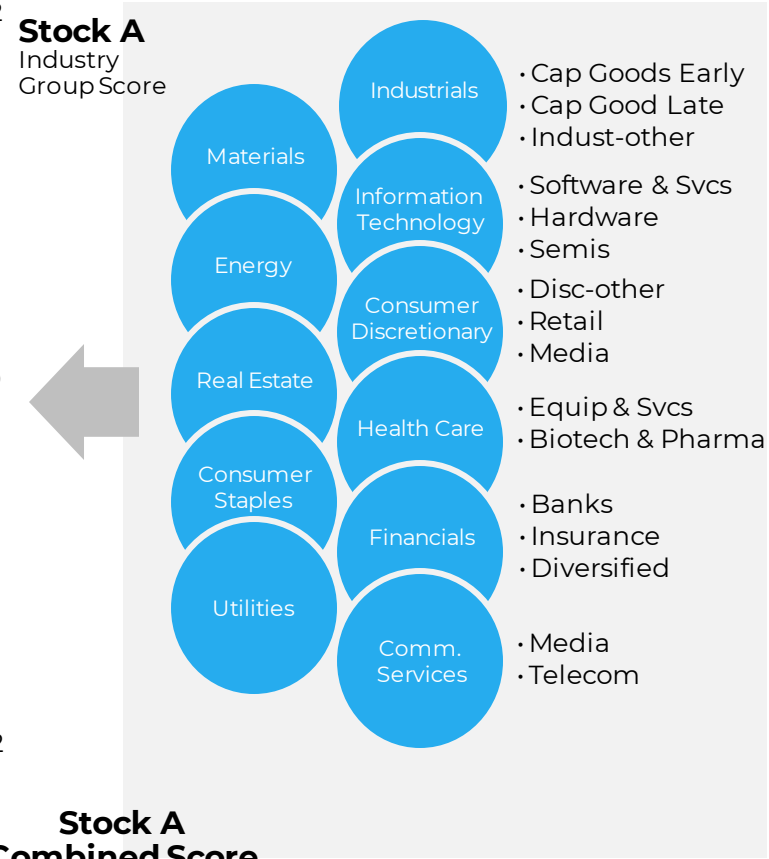 Stock A
Industry
Group Score
Industrials
· Cap Goods Early
· Cap Good Late
· Indust-other
Materials
Information
Technology
· Software & Svcs
· Hardware
· Semis
Energy
Consumer
Discretionary
· Disc-other
· Retail
· Media
Real Estate
Health Care
· Equip & Svcs
· Biotech & Pharma
Consumer
Staples
Financials
· Banks
· Insurance
· Diversified
Utilities
Comm.
Services
· Media
· Telecom
Stock A
Combined Score